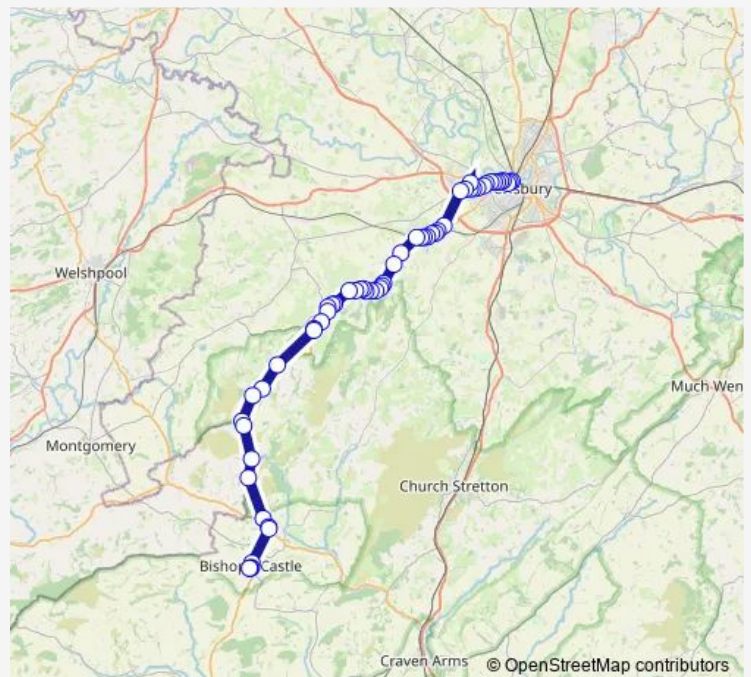 Welshpool
Much Wen
Montgomery
Church Stretton
Craven Arms
© OpenStreetMap contributors